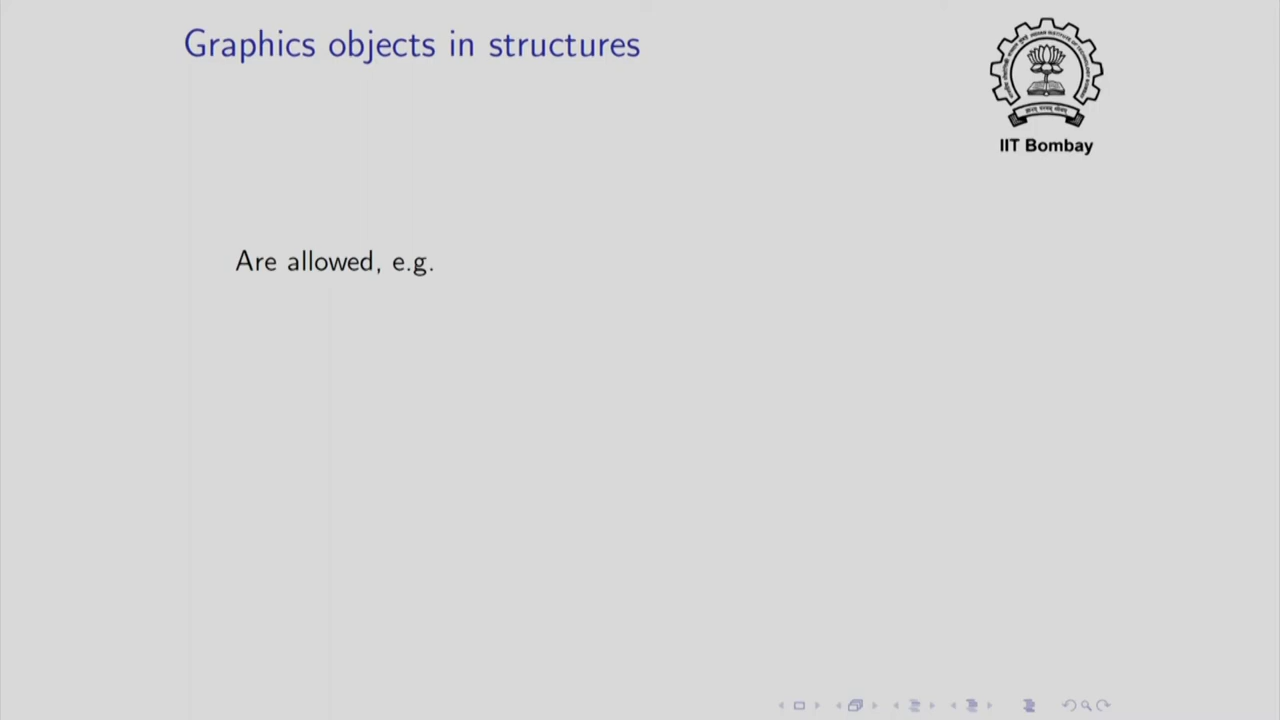 Graphics objects in structures
IIT Bombay
Are allowed, e.g.